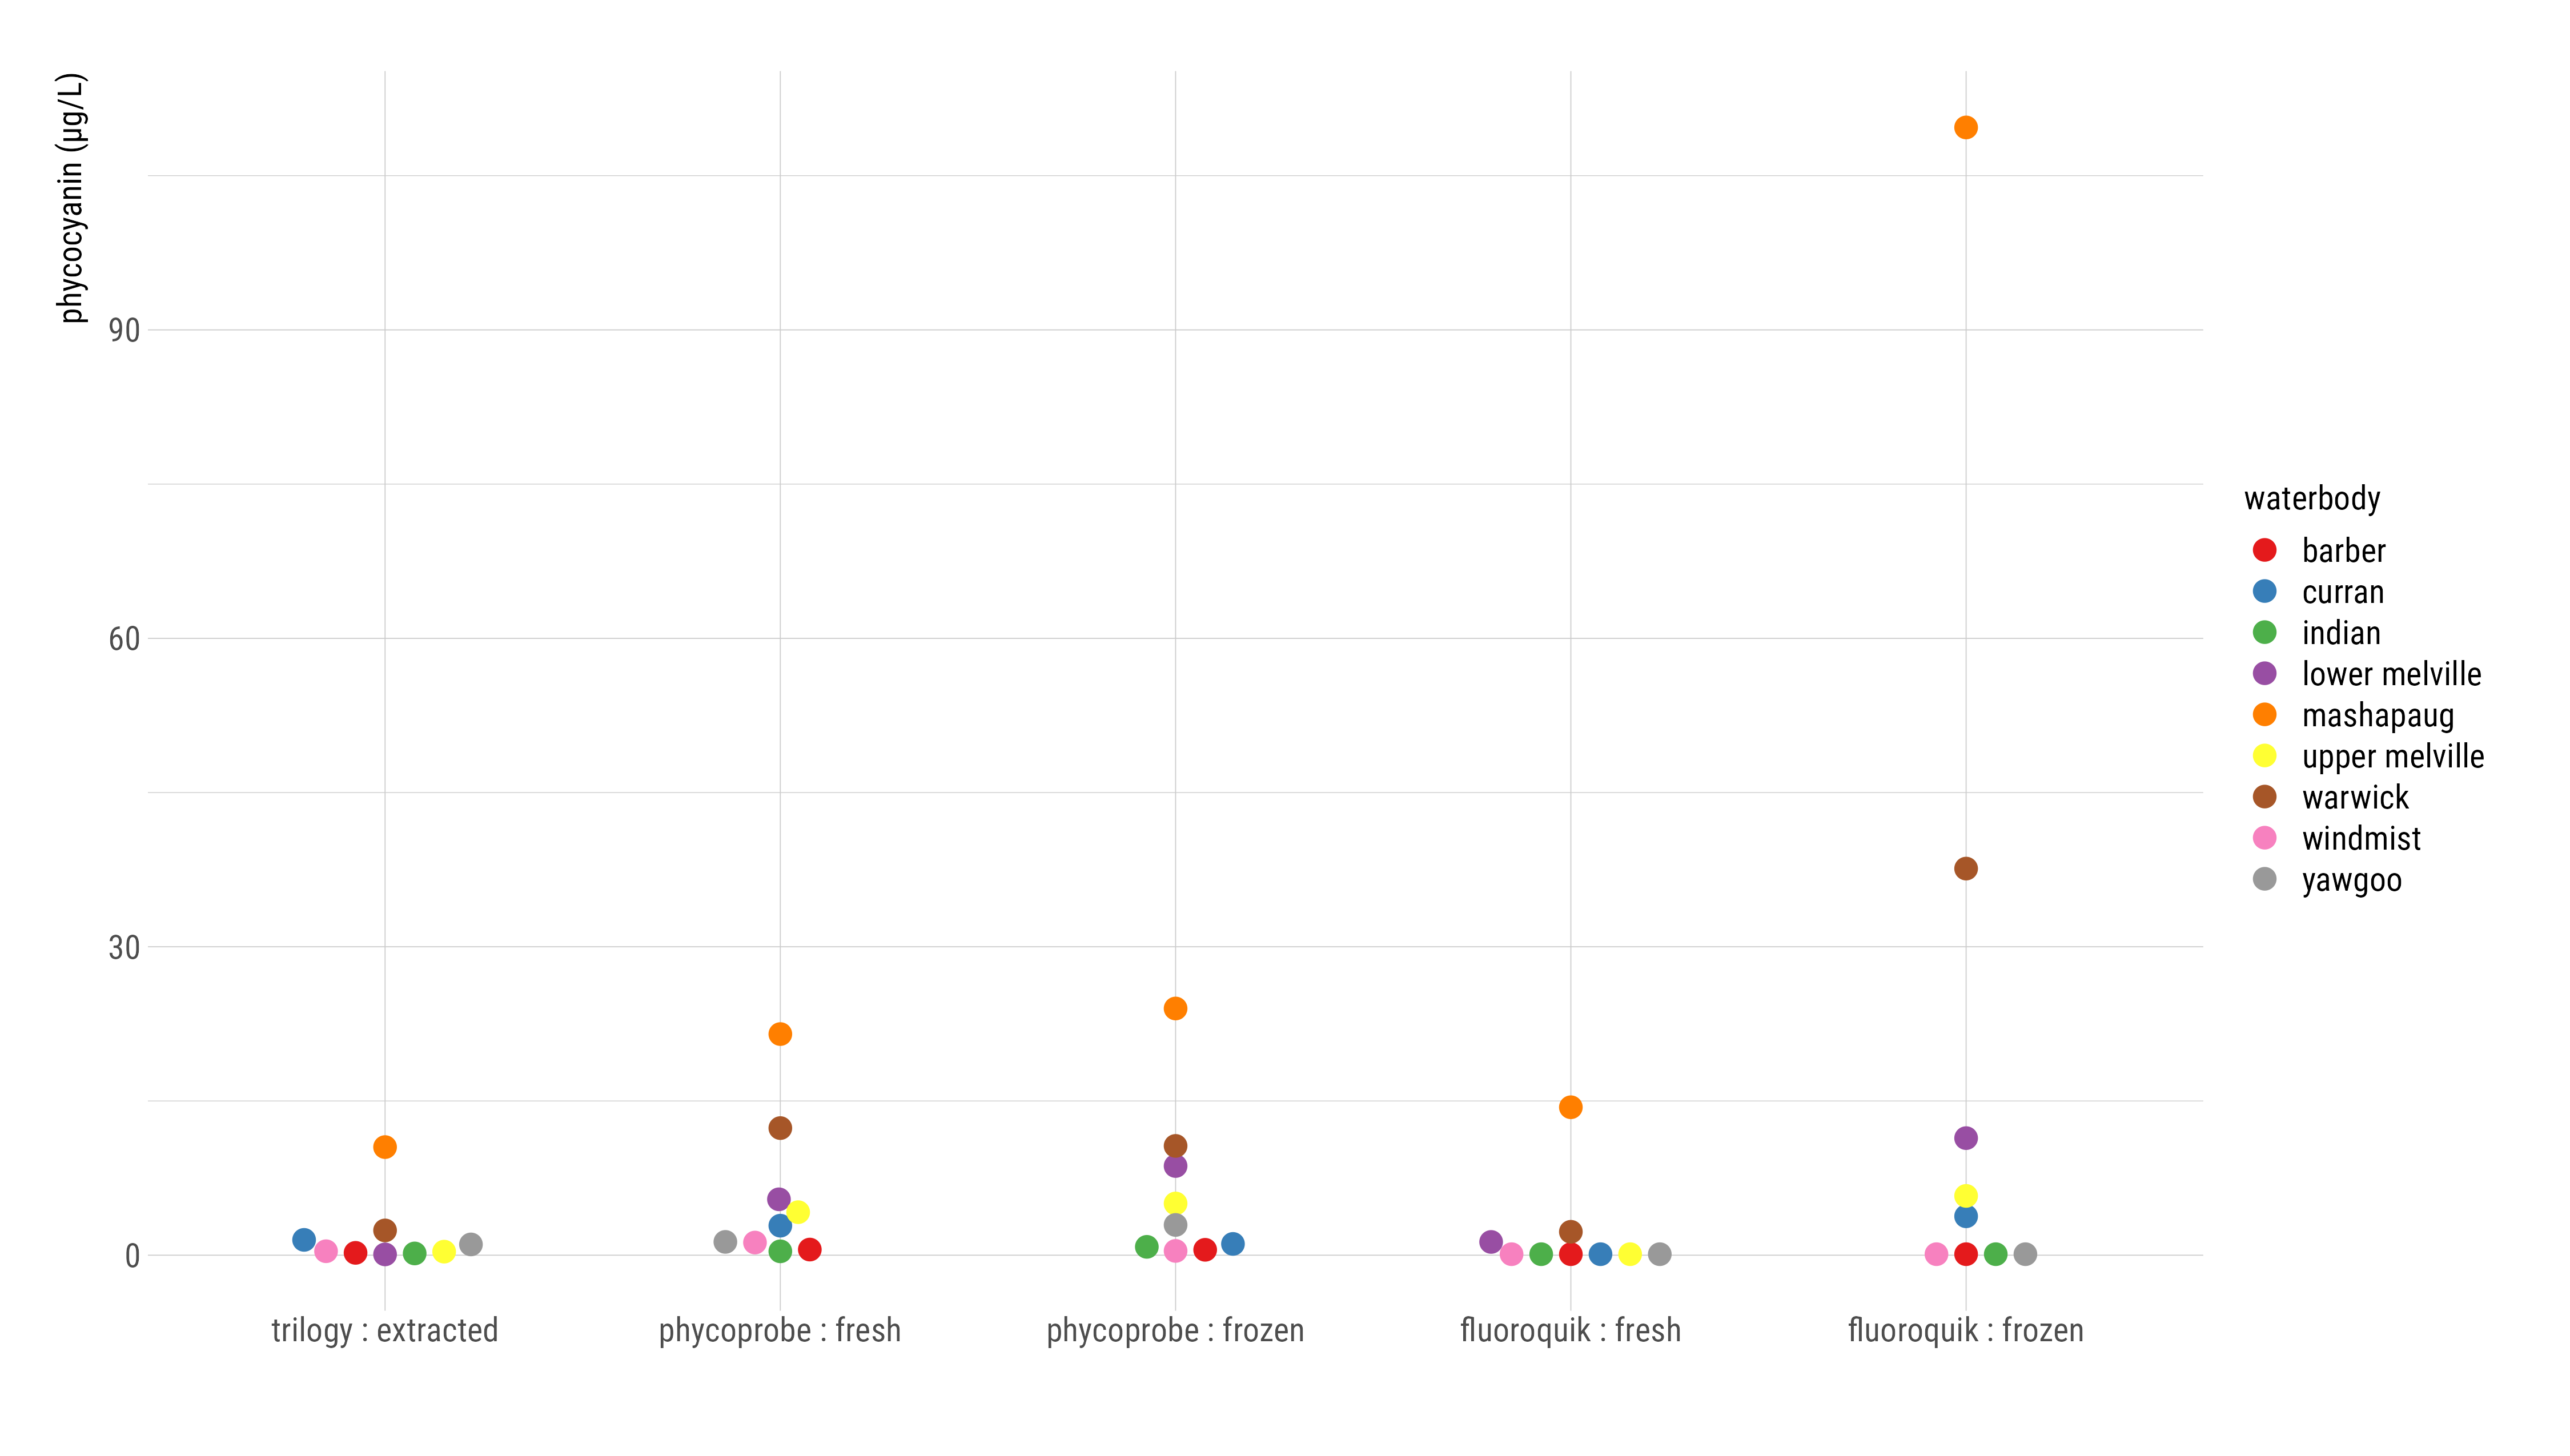 phycocyanin (µg/L)
90
60
30
0
trilogy : extracted
phycoprobe : fresh
phycoprobe : frozen
fluoroquik : fresh
fluoroquik : frozen
waterbody
barber
curran
indian
lower melville
mashapaug
upper melville
warwick
windmist
yawgoo